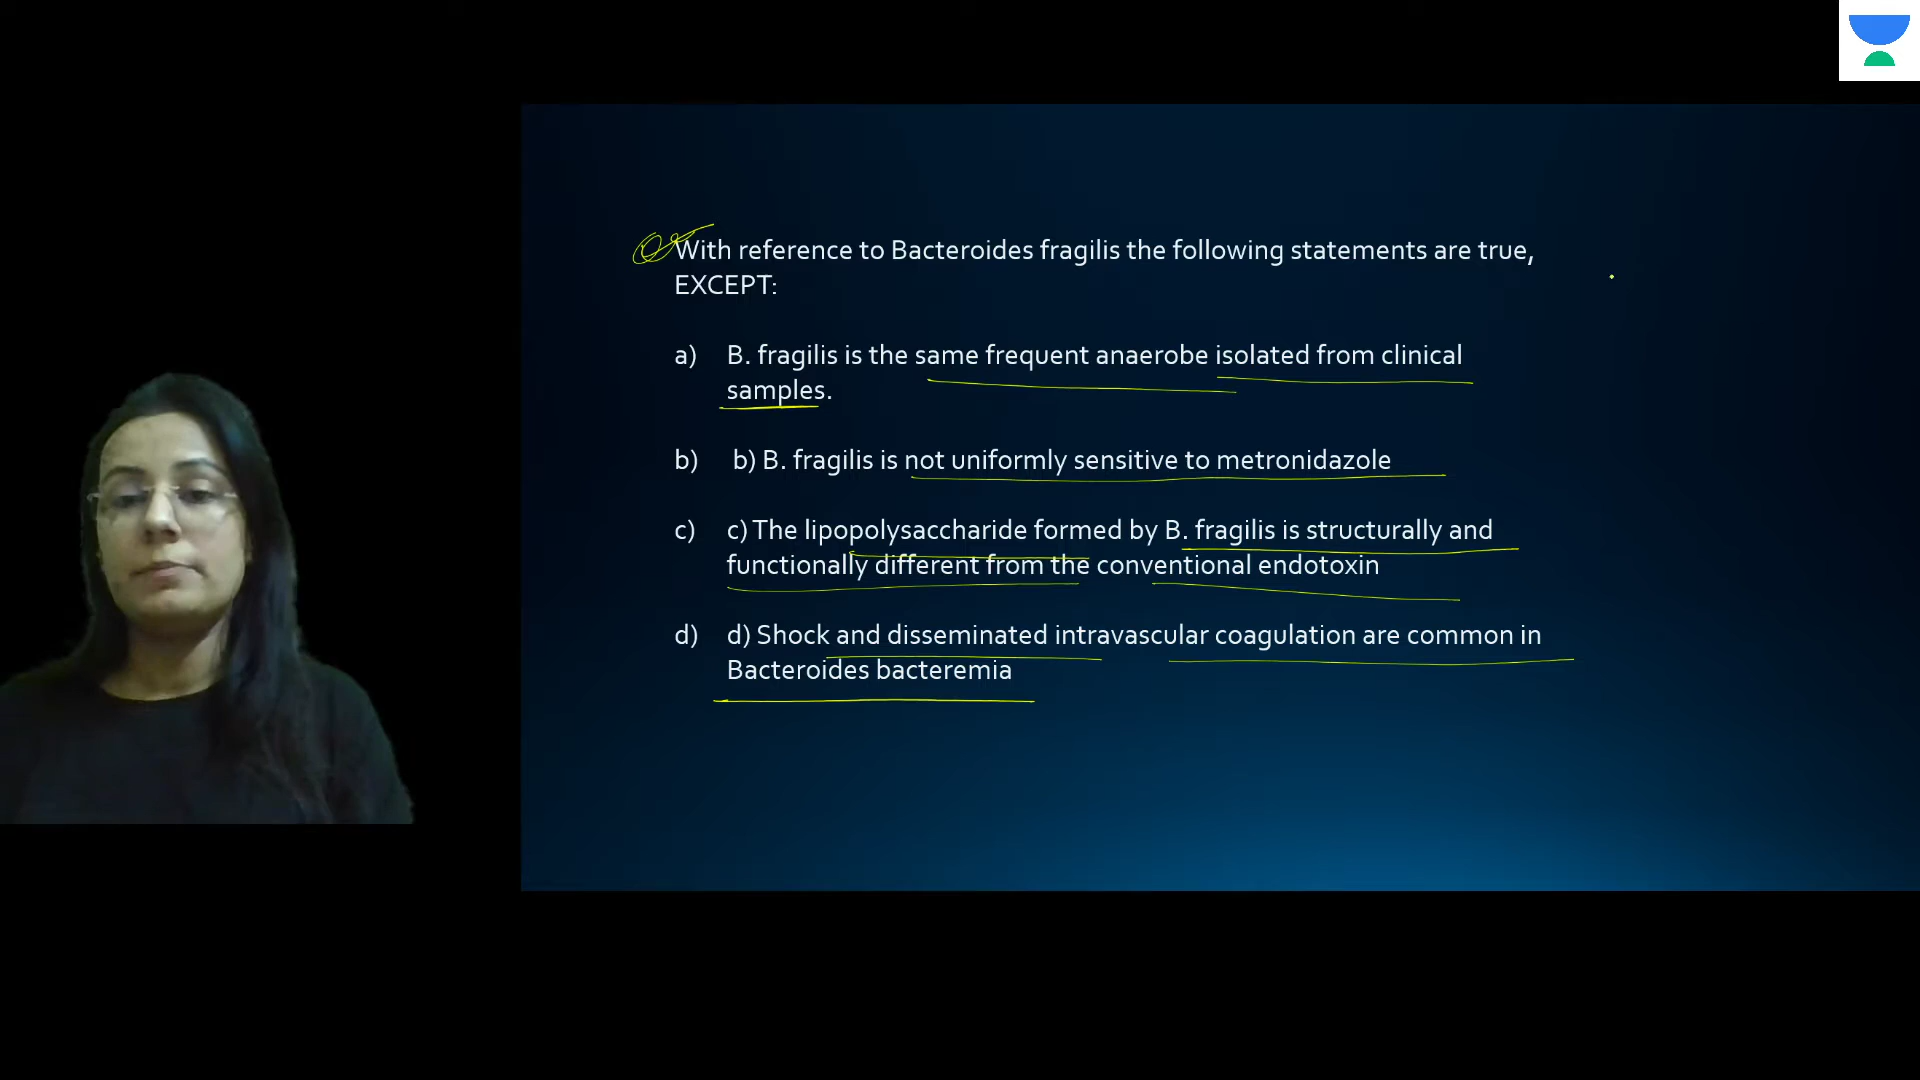 With reference to Bacteroides fragilis the following statements are true,
EXCEPT:
a) B. fragilis is the same frequent anaerobe isolated from clinical
samples.
b) b) B. fragilis is not uniformly sensitive to metronidazole
c) c) The lipopolysaccharide formed by B. fragilis is structurally and
functionally different from the conventional endotoxin
d) d) Shock and disseminated intravascular coagulation are common in
Bacteroides bacteremia